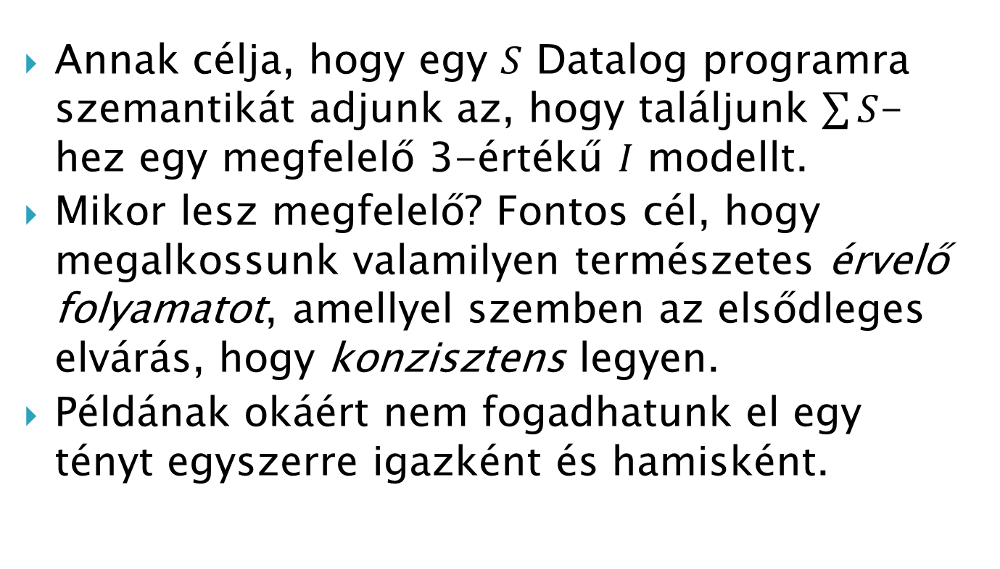 Annak célja, hogy egy S Datalog programra
szemantikát adjunk az, hogy találjunk ∑ S-
hez egy megfelelő 3-értékű I modellt.
Mikor lesz megfelelő? Fontos cél, hogy
megalkossunk valamilyen természetes érvelő
folyamatot, amellyel szemben az elsődleges
elvárás, hogy konzisztens legyen.
Példának okáért nem fogadhatunk el egy
tényt egyszerre igazként és hamisként.